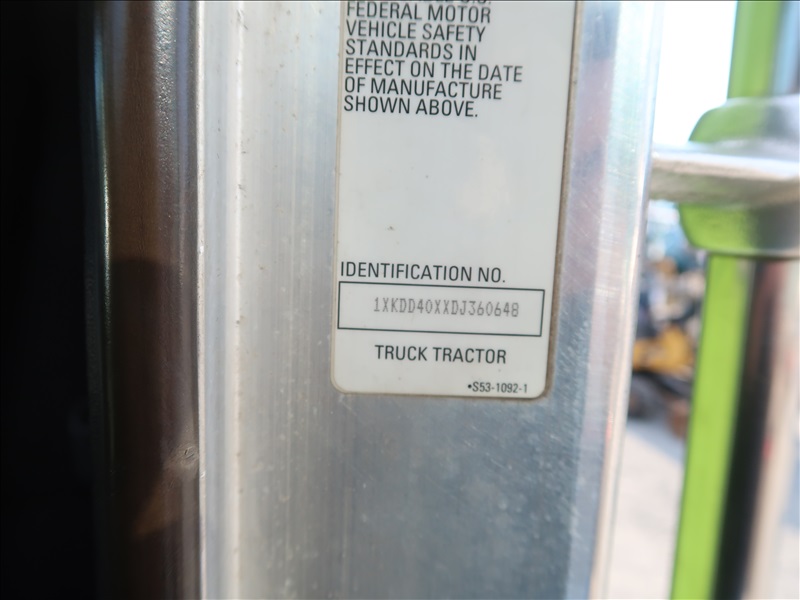 FEDERAL MOTOR
VEHICLE SAFETY
STANDARDS IN
EFFECT ON THE DATE
OF MANUFACTURE
SHOWN ABOVE.
IDENTIFICATION NO.
1XKDD40XXDJ360648
TRUCK TRACTOR
•S53-1092-1